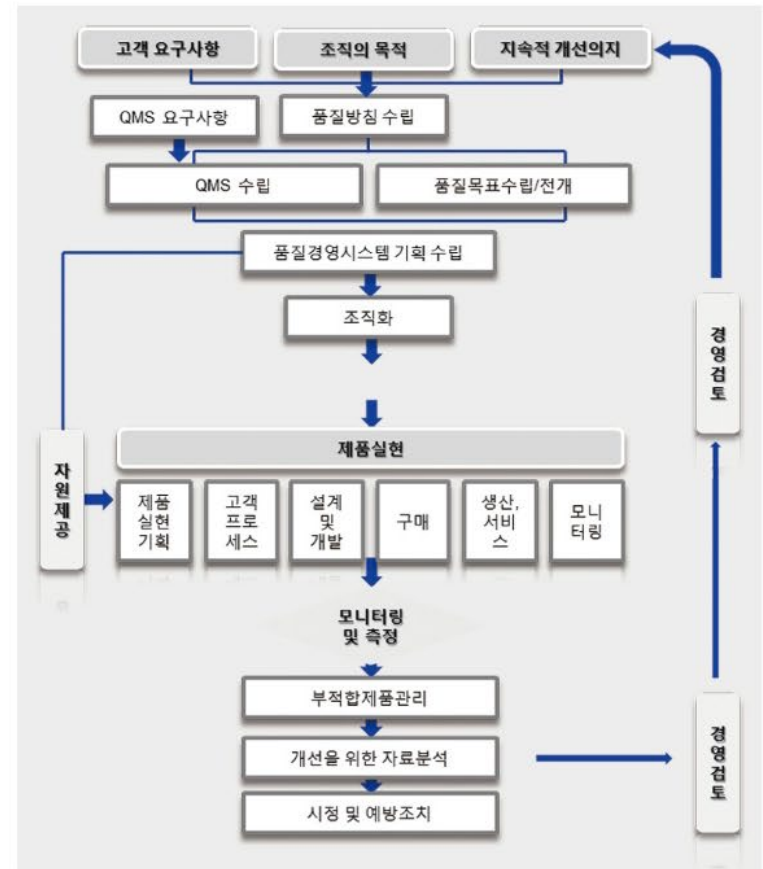 고객 요구사항
조직의 목적
지속적 개선의지
QMS 요구사항
품질방침 수립
QMS 수립
품질목표수립/전개
품질경영시스템 기획 수립
조직화
경
영
검
토
제품실현
자
원
제
공
제품
실현
기획
고객
프로
세스
설계
및
개발
구매
생산,
서비
스
모니
터링
모니터링
및 측정
부적합제품관리
개선을 위한 자료분석
시정 및 예방조치
경
영
검
토